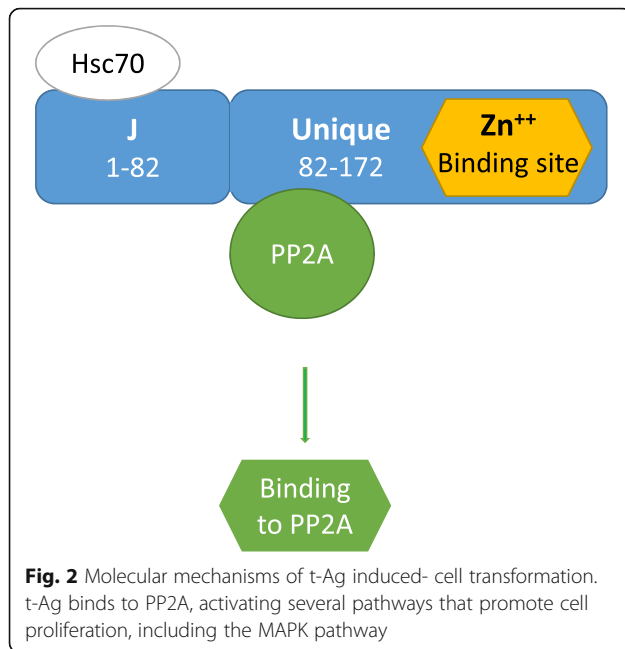 Hsc70
J
1-82
Unique
82-172
Zn++
Binding site
PP2A
Binding
to PP2A
Fig. 2 Molecular mechanisms of t-Ag induced- cell transformation.
t-Ag binds to PP2A, activating several pathways that promote cell
proliferation, including the MAPK pathway